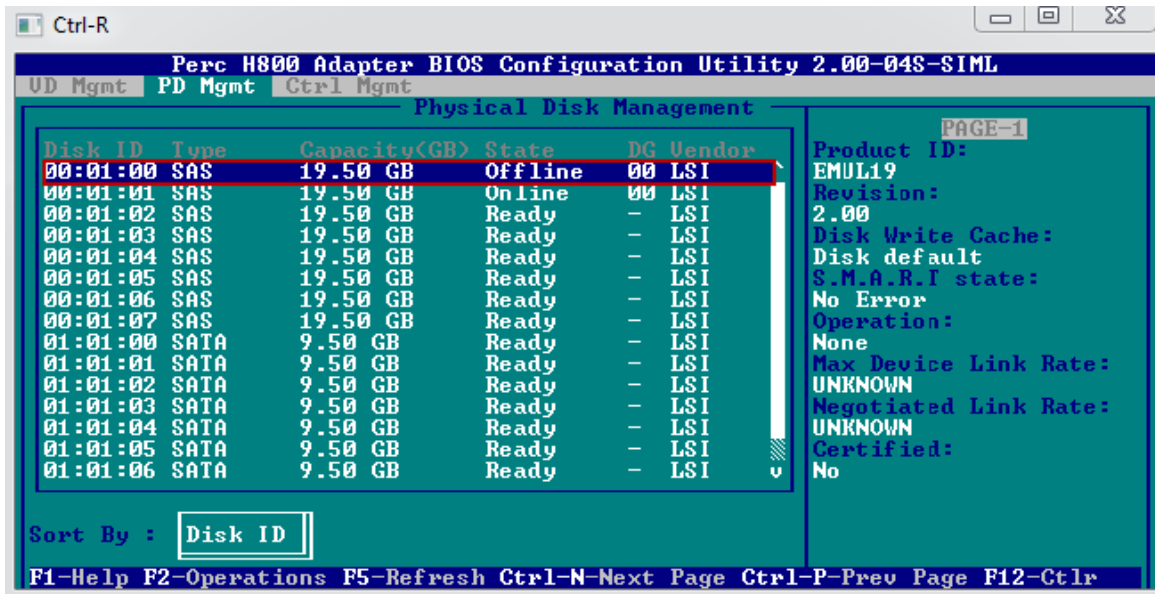 Ctrl-R
Perc H800 Adapter BIOS Configuration Utility 2.00-04S-SIML
VD Mgmt PD Mgmt Ctrl Mgmt
Physical Disk Management
Disk ID Type Capacity(GB) State DG Vendor
00:01:00 SAS 19.50 GB Offline 00 LSI
00:01:01 SAS 19.50 GB Online 00 LSI
00:01:02 SAS 19.50 GB Ready - LSI
00:01:03 SAS 19.50 GB Ready - LSI
00:01:04 SAS 19.50 GB Ready - LSI
00:01:05 SAS 19.50 GB Ready - LSI
00:01:06 SAS 19.50 GB Ready - LSI
00:01:07 SAS 19.50 GB Ready - LSI
01:01:00 SATA 9.50 GB Ready - LSI
01:01:01 SATA 9.50 GB Ready - LSI
01:01:02 SATA 9.50 GB Ready - LSI
01:01:03 SATA 9.50 GB Ready - LSI
01:01:04 SATA 9.50 GB Ready - LSI
01:01:05 SATA 9.50 GB Ready - LSI
01:01:06 SATA 9.50 GB Ready - LSI
PAGE-1
Product ID:
EMUL19
Revision:
2.00
Disk Write Cache:
Disk default
S.M.A.R.T state:
No Error
Operation:
None
Max Device Link Rate:
UNKNOWN
Negotiated Link Rate:
UNKNOWN
Certified:
No
Sort By : Disk ID
F1-Help F2-Operations F5-Refresh Ctrl-N-Next Page Ctrl-P-Prev Page F12-Ctlr